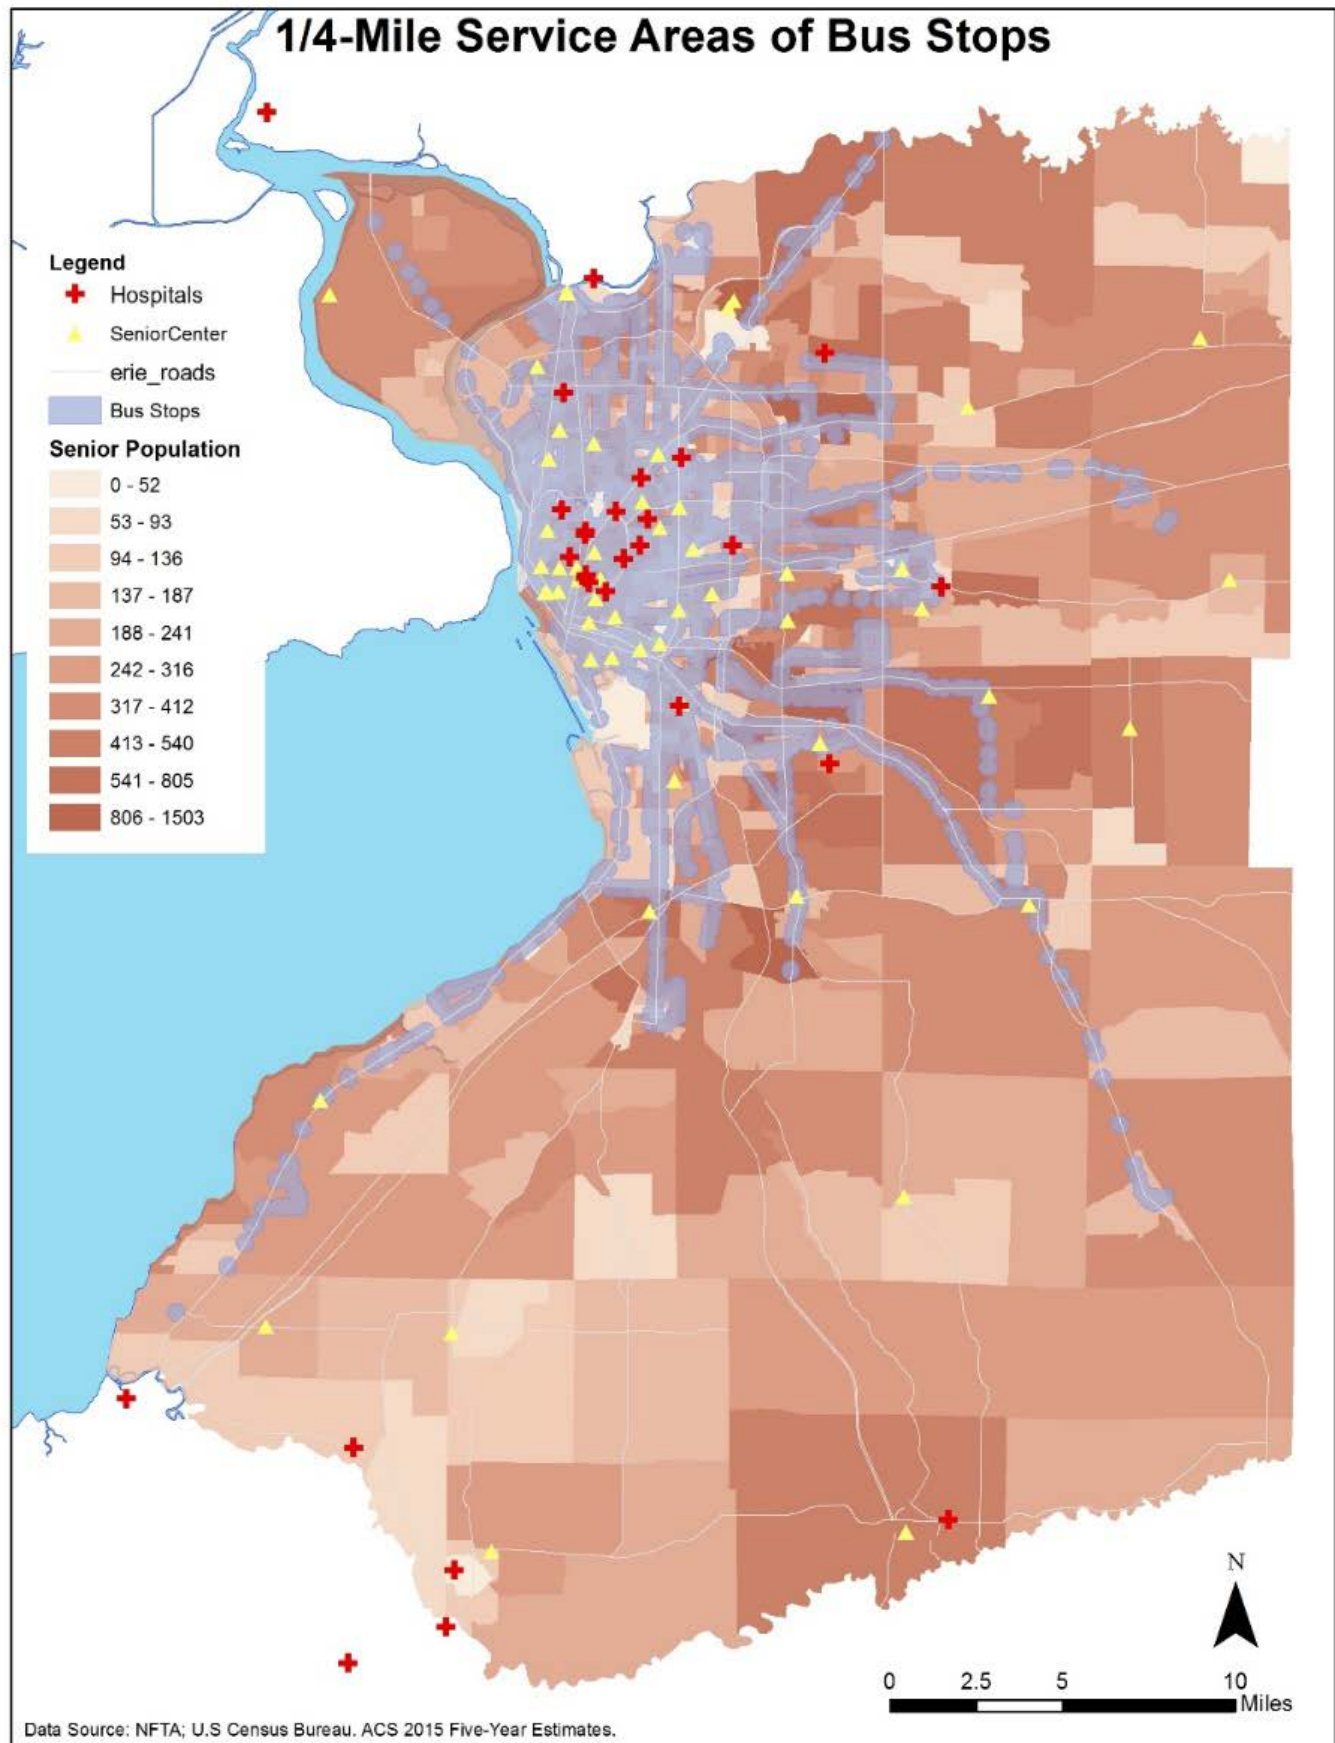 1/4-Mile Service Areas of Bus Stops
Legend
Hospitals
SeniorCenter
erie_roads
Bus Stops
Senior Population
0 - 52
53 - 93
94 - 136
137 - 187
188 - 241
242 - 316
317 - 412
413 - 540
541 - 805
806 - 1503
N
0 2.5 5 10
Miles
Data Source: NFTA; U.S Census Bureau. ACS 2015 Five-Year Estimates.